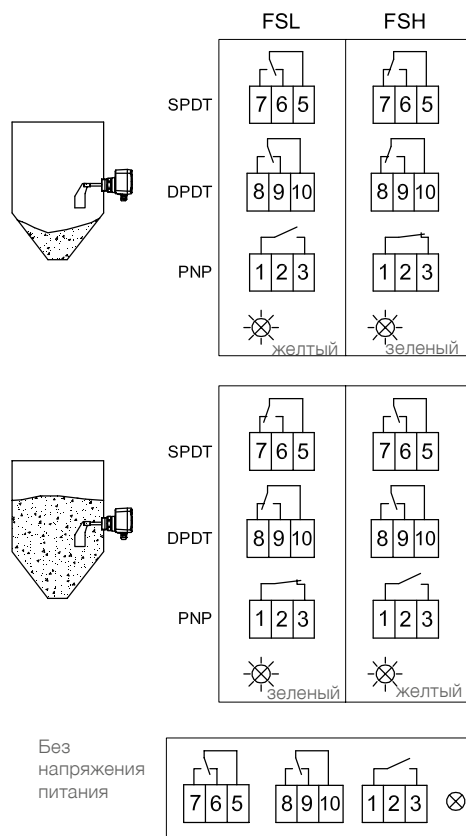 FSL FSH
SPDT 7 6 5 7 6 5
DPDT 8 9 10 8 9 10
PNP 1 2 3 1 2 3
желтый зеленый
SPDT 7 6 5 7 6 5
DPDT 8 9 10 8 9 10
PNP 1 2 3 1 2 3
зеленый желтый
Без
напряжения
питания
7 6 5 8 9 10 1 2 3